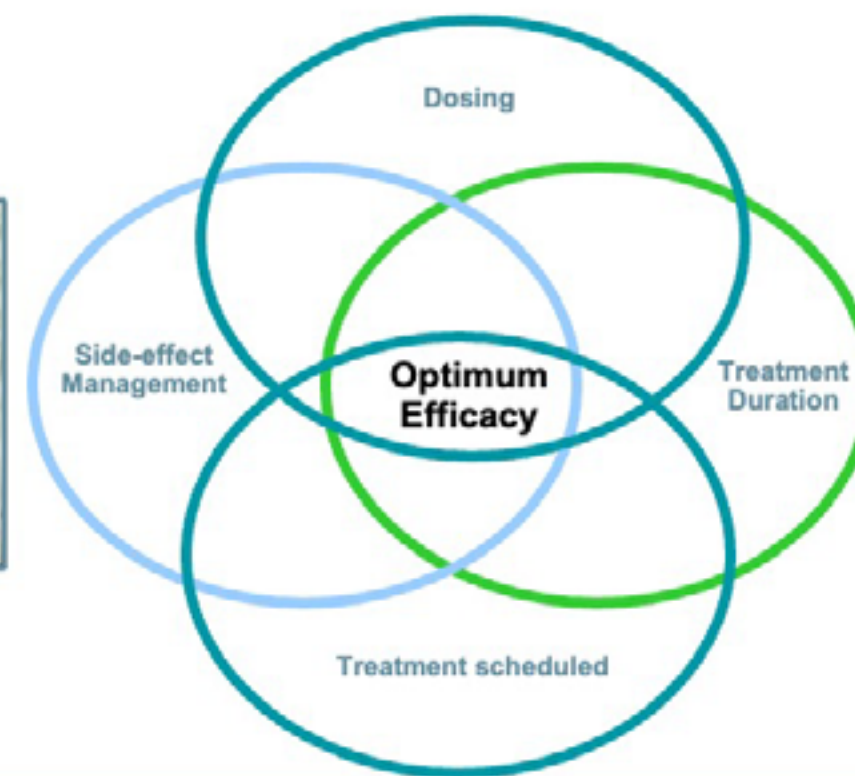 Dosing
Side-effect
Management
Optimum
Efficacy
Treatment
Duration
Treatment scheduled